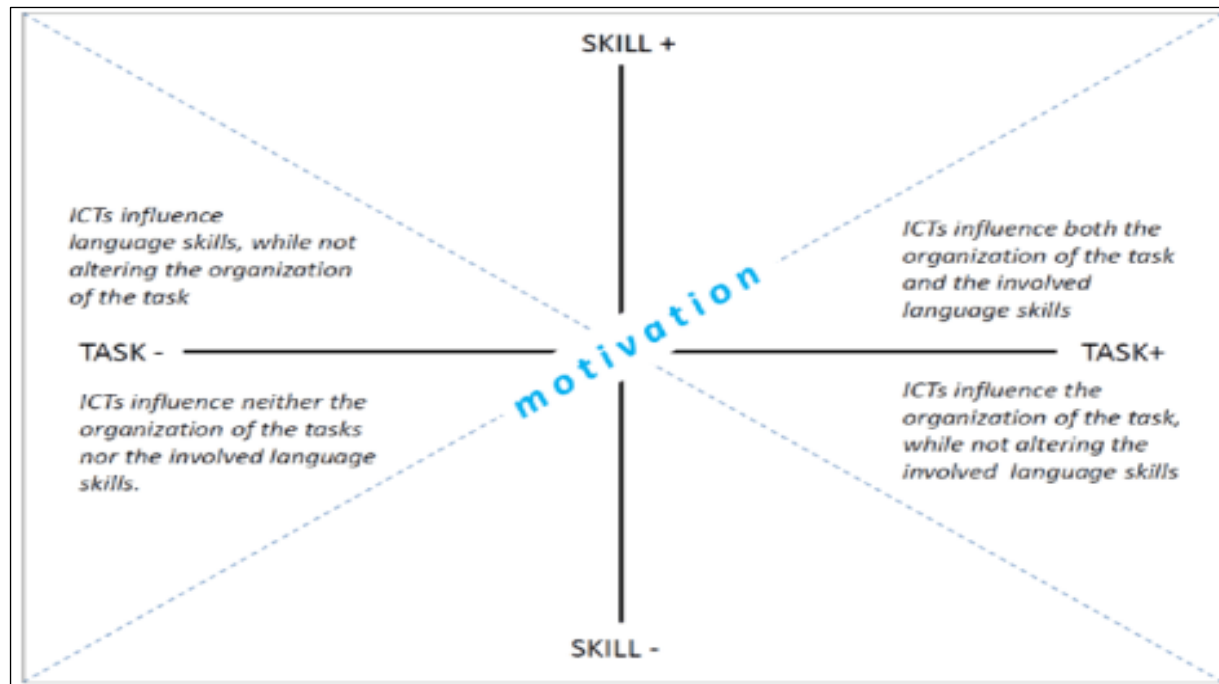 SKILL +
ICTs influence
language skills, while not
altering the organization
of the task
ICTs influence both the
organization of the task
and the involved
language skills
motivation
TASK -
TASK+
ICTs influence neither the
organization of the tasks
nor the involved language
skills.
ICTs influence the
organization of the task,
while not altering the
involved language skills
SKILL -